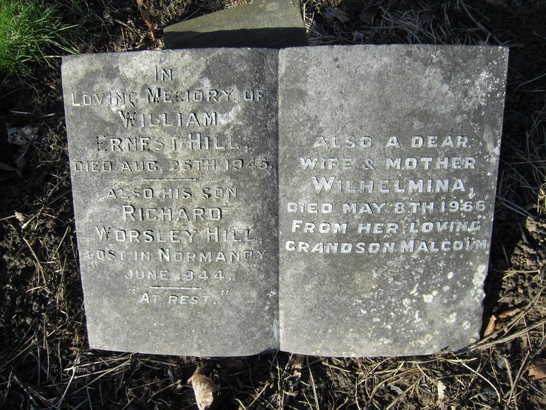 IN
LOVING MEMORY OF
WILLIAM
ERNEST HILL,
DIED AUG. 26TH 1945.
ALSO HIS SON
RICHARD
WORSLEY HILL,
LOST IN NORMANDY
JUNE 1944.
"AT REST."
ALSO A DEAR
WIFE & MOTHER
WILHELMINA,
DIED MAY 8TH 1966
FROM HER LOVING
GRANDSON MALCOLM